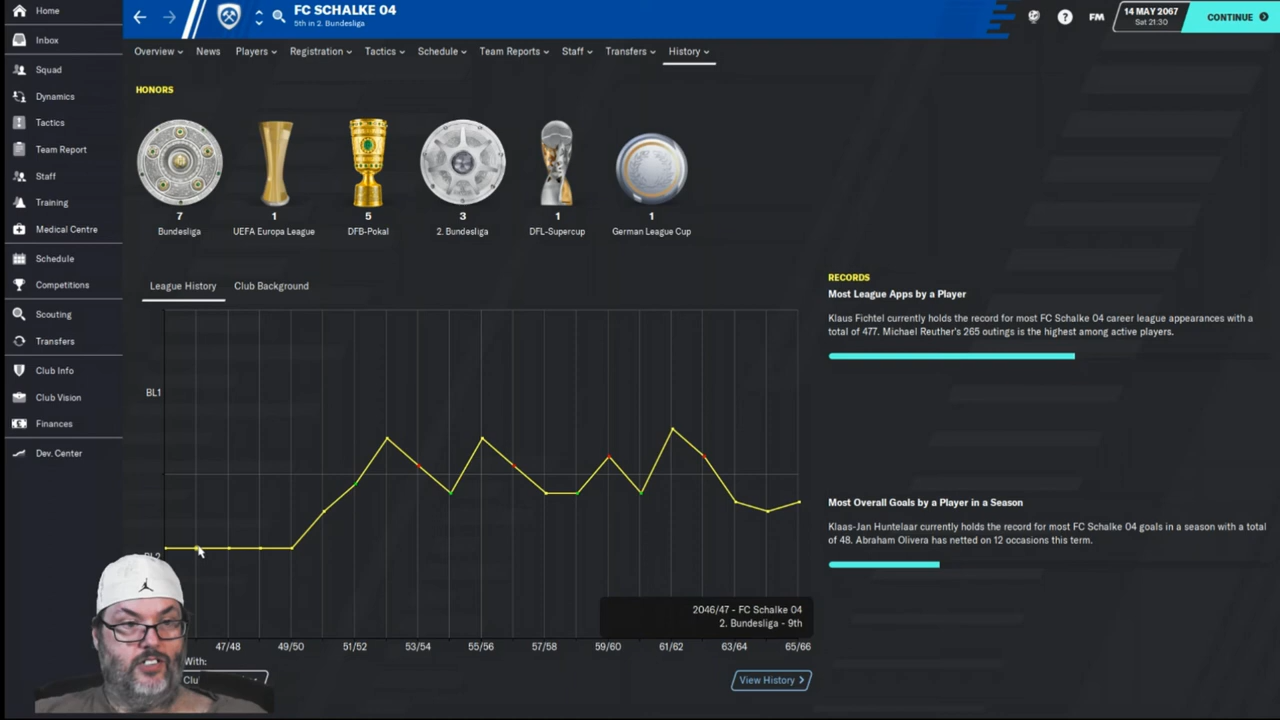 Home
Inbox
Squad
Dynamics
Tactics
Team Report
Staff
Training
Medical Centre
Schedule
Competitions
Scouting
Transfers
Club Info
Club Vision
Finances
Dev. Center
FC SCHALKE 04
5th in 2. Bundesliga
FM
14 MAY 2067
Sat 21:30
CONTINUE
Overview
News
Players
Registration
Tactics
Schedule
Team Reports
Staff
Transfers
History
HONORS
7
Bundesliga
1
UEFA Europa League
5
DFB-Pokal
3
2. Bundesliga
1
DFL-Supercup
1
German League Cup
League History
Club Background
BL1
2046/47 - FC Schalke 04
2. Bundesliga - 9th
47/48
49/50
51/52
53/54
55/56
57/58
59/60
61/62
63/64
65/66
With:
View History
RECORDS
Most League Apps by a Player
Klaus Fichtel currently holds the record for most FC Schalke 04 career league appearances with a
total of 477. Michael Reuther's 265 outings is the highest among active players.
Most Overall Goals by a Player in a Season
Klaas-Jan Huntelaar currently holds the record for most FC Schalke 04 goals in a season with a total
of 48. Abraham Olivera has netted on 12 occasions this term.